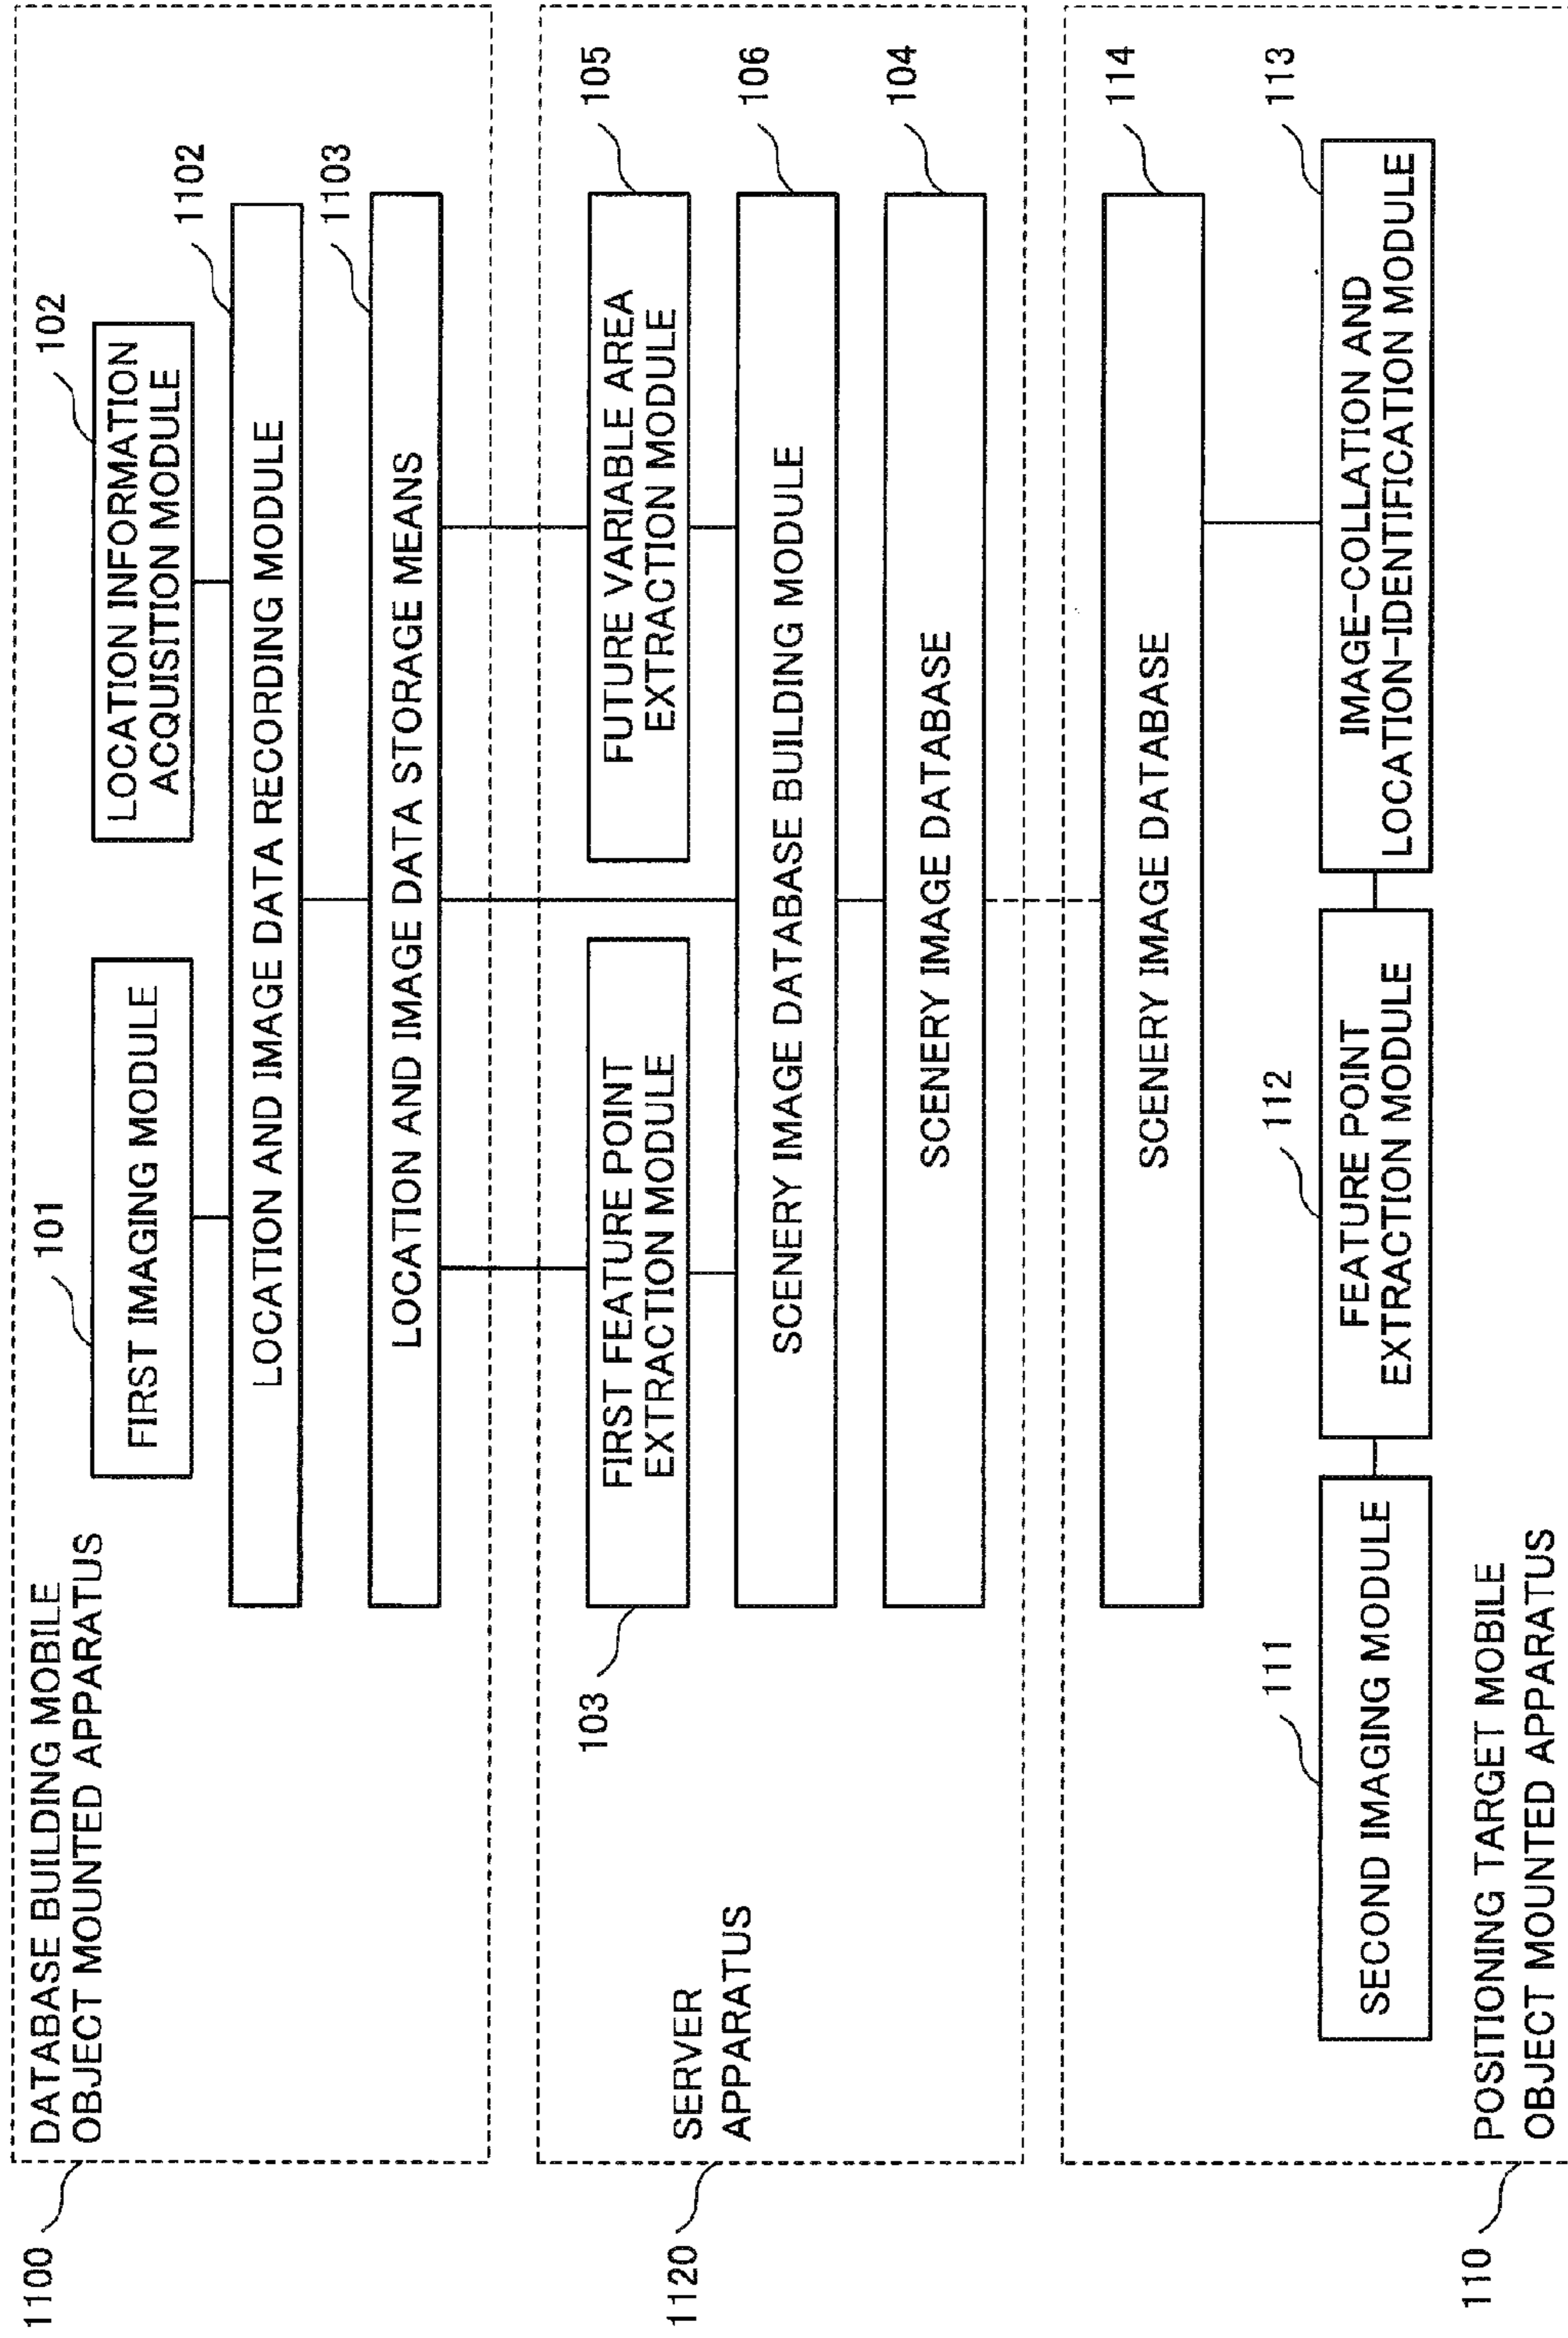 1100
DATABASE BUILDING MOBILE
OBJECT MOUNTED APPARATUS
101
FIRST IMAGING MODULE
102
LOCATION INFORMATION
ACQUISITION MODULE
1102
LOCATION AND IMAGE DATA RECORDING MODULE
1103
LOCATION AND IMAGE DATA STORAGE MEANS
1120
SERVER
APPARATUS
103
FIRST FEATURE POINT
EXTRACTION MODULE
105
FUTURE VARIABLE AREA
EXTRACTION MODULE
106
SCENERY IMAGE DATABASE BUILDING MODULE
104
SCENERY IMAGE DATABASE
114
SCENERY IMAGE DATABASE
111
SECOND IMAGING MODULE
112
FEATURE POINT
EXTRACTION MODULE
113
IMAGE-COLLATION AND
LOCATION-IDENTIFICATION MODULE
110
POSITIONING TARGET MOBILE
OBJECT MOUNTED APPARATUS